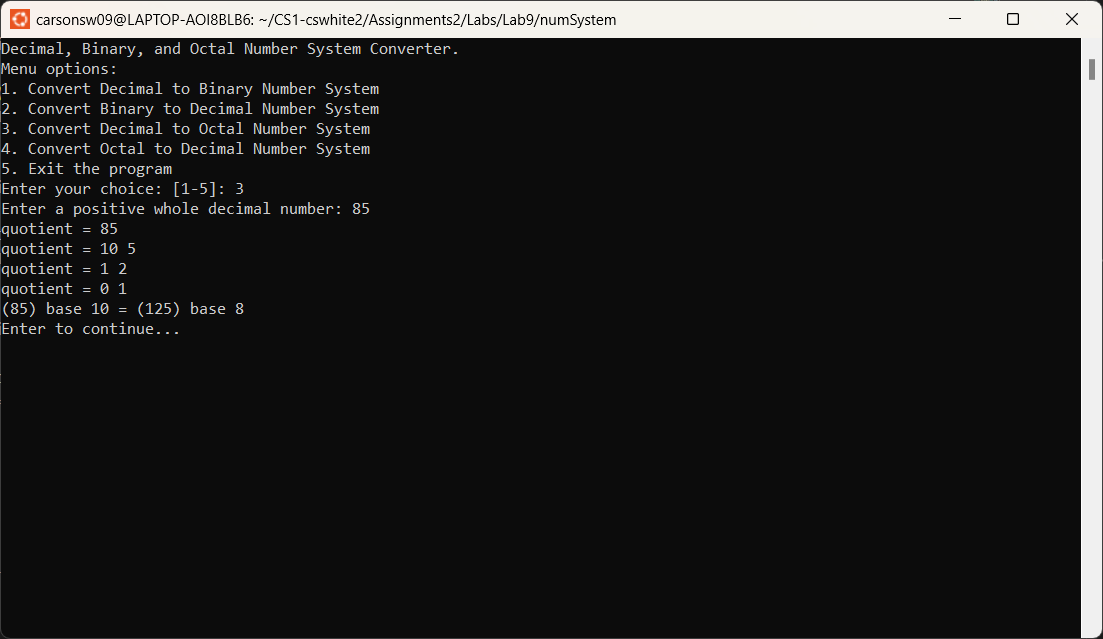 carsonsw09@LAPTOP-AOI8BLB6: ~/CS1-cswhite2/Assignments2/Labs/Lab9/numSystem
Decimal, Binary, and Octal Number System Converter.
Menu options:
1. Convert Decimal to Binary Number System
2. Convert Binary to Decimal Number System
3. Convert Decimal to Octal Number System
4. Convert Octal to Decimal Number System
5. Exit the program
Enter your choice: [1-5]: 3
Enter a positive whole decimal number: 85
quotient = 85
quotient = 10 5
quotient = 1 2
quotient = 0 1
(85) base 10 = (125) base 8
Enter to continue...